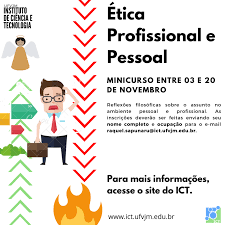 INSTITUTO
DE CIÊNCIA E
TECNOLOGIA
Ética
Profissional e
Pessoal
MINICURSO ENTRE 03 E 20
DE NOVEMBRO
Reflexões filosóficas sobre o assunto no
ambiente pessoal e profissional. As
inscrições deverão ser feitas enviando seu
nome completo e ocupação para o e-mail
raquel.sapunaru@ict.ufvjm.edu.br.
Para mais informações,
acesse o site do ICT.
www.ict.ufvjm.edu.br